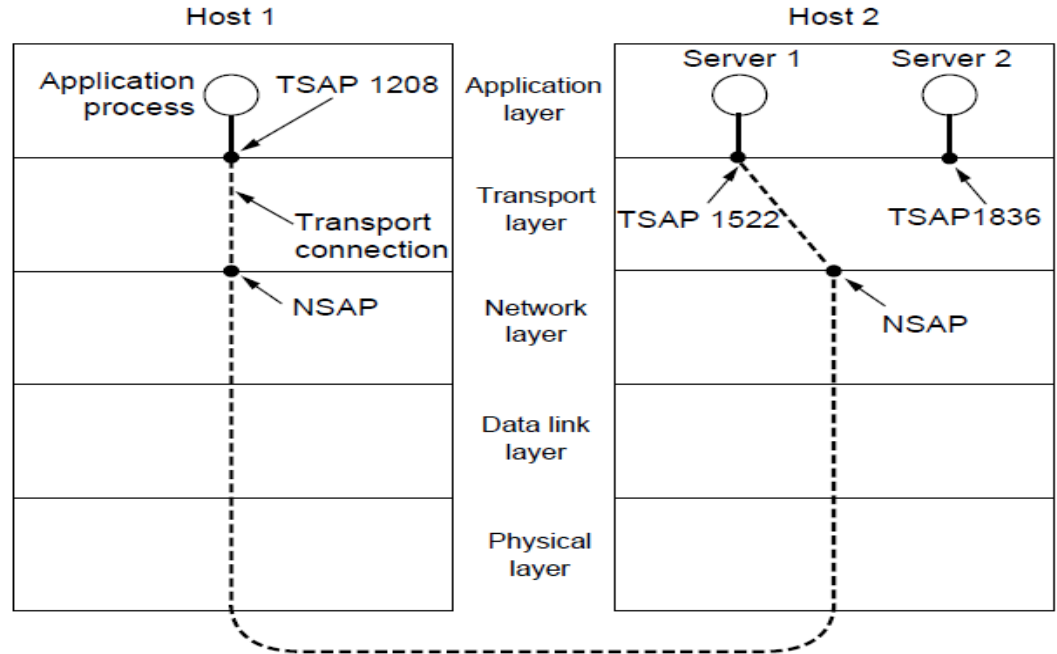 Host 1
Host 2
Application
process
TSAP 1208
Application
layer
Server 1
Server 2
Transport
connection
Transport
layer
TSAP 1522
TSAP1836
NSAP
Network
layer
NSAP
Data link
layer
Physical
layer